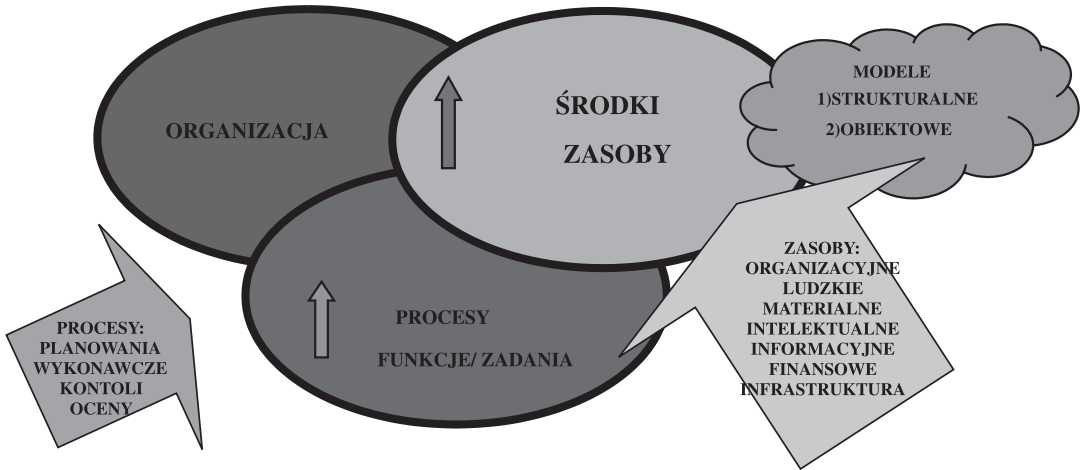 ORGANIZACJA
ŚRODKI
ZASOBY
MODELE
1)STRUKTURALNE
2)OBIEKTOWE
PROCESY
FUNKCJE/ ZADANIA
PROCESY:
PLANOWANIA
WYKONAWCZE
KONTOLI
OCENY
ZASOBY:
ORGANIZACYJNE
LUDZKIE
MATERIALNE
INTELEKTUALNE
INFORMACYJNE
FINANSOWE
INFRASTRUKTURA